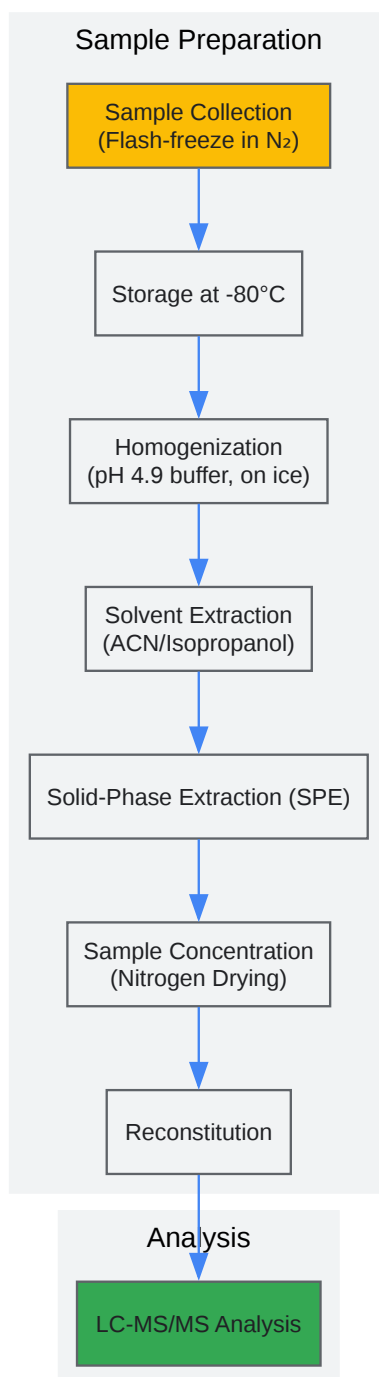 Sample Preparation
Sample Collection
(Flash-freeze in N₂)
Storage at -80°C
Homogenization
(pH 4.9 buffer, on ice)
Solvent Extraction
(ACN/Isopropanol)
Solid-Phase Extraction (SPE)
Sample Concentration
(Nitrogen Drying)
Reconstitution
Analysis
LC-MS/MS Analysis